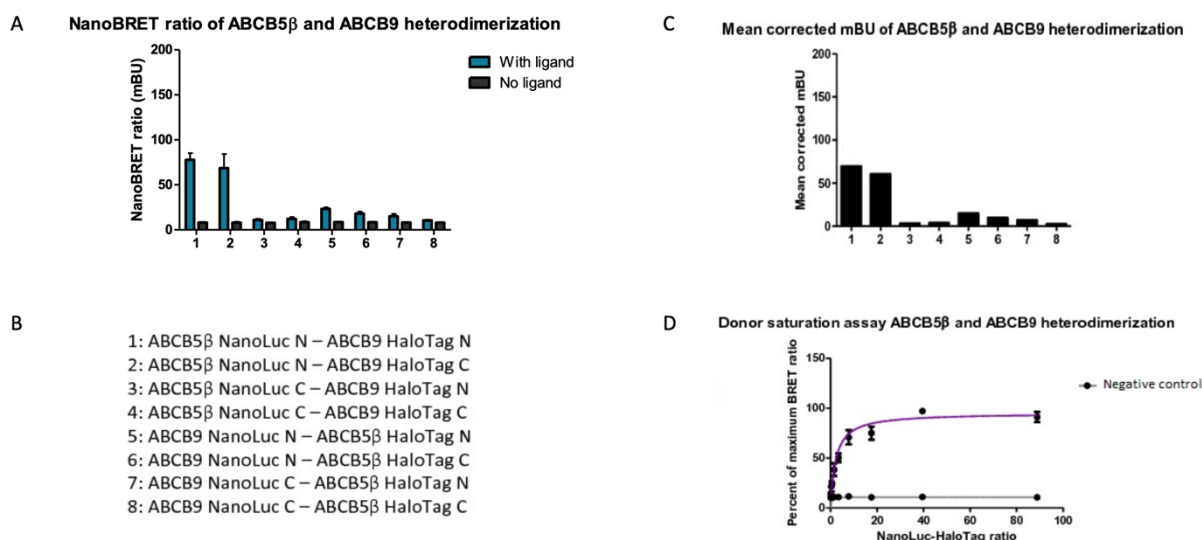 A
NanoBRET ratio of ABCB5β and ABCB9 heterodimerization
NanoBRET ratio (mBU)
200
150
100
50
0
1 2 3 4 5 6 7 8
With ligand
No ligand
B
1: ABCB5β NanoLuc N – ABCB9 HaloTag N
2: ABCB5β NanoLuc N – ABCB9 HaloTag C
3: ABCB5β NanoLuc C – ABCB9 HaloTag N
4: ABCB5β NanoLuc C – ABCB9 HaloTag C
5: ABCB9 NanoLuc N – ABCB5β HaloTag N
6: ABCB9 NanoLuc N – ABCB5β HaloTag C
7: ABCB9 NanoLuc C – ABCB5β HaloTag N
8: ABCB9 NanoLuc C – ABCB5β HaloTag C
C
Mean corrected mBU of ABCB5β and ABCB9 heterodimerization
Mean corrected mBU
200
150
100
50
0
1 2 3 4 5 6 7 8
D
Donor saturation assay ABCB5β and ABCB9 heterodimerization
Percent of maximum BRET ratio
150
100
50
0
0 20 40 60 80 100
NanoLuc-HaloTag ratio
Negative control